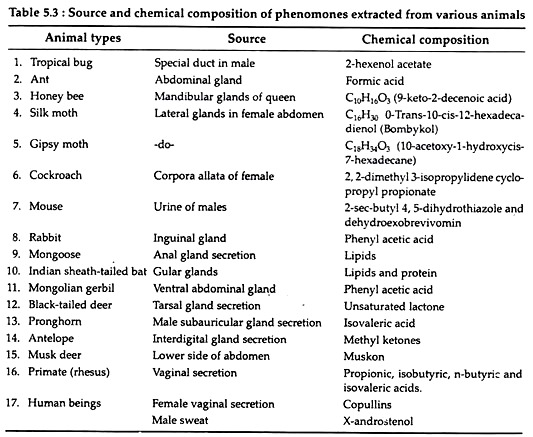 Table 5.3 : Source and chemical composition of phenomones extracted from various animals
Animal types Source Chemical composition
1. Tropical bug Special duct in male 2-hexenol acetate
2. Ant Abdominal gland Formic acid
3. Honey bee Mandibular glands of queen C₁₀H₁₆O₃ (9-keto-2-decenoic acid)
4. Silk moth Lateral glands in female abdomen C₁₆H₃₀ 0-Trans-10-cis-12-hexadeca-
dienol (Bombykol)
5. Gipsy moth -do- C₁₈H₃₄O₃ (10-acetoxy-1-hydroxycis-
7-hexadecane)
6. Cockroach Corpora allata of female 2, 2-dimethyl 3-isopropylidene cyclo-
propyl propionate
7. Mouse Urine of males 2-sec-butyl 4, 5-dihydrothiazole and
dehydroexobrevivomin
8. Rabbit Inguinal gland Phenyl acetic acid
9. Mongoose Anal gland secretion Lipids
10. Indian sheath-tailed bat Gular glands Lipids and protein
11. Mongolian gerbil Ventral abdominal gland Phenyl acetic acid
12. Black-tailed deer Tarsal gland secretion Unsaturated lactone
13. Pronghorn Male subauricular gland secretion Isovaleric acid
14. Antelope Interdigital gland secretion Methyl ketones
15. Musk deer Lower side of abdomen Muskon
16. Primate (rhesus) Vaginal secretion Propionic, isobutyric, n-butyric and
isovaleric acids.
17. Human beings Female vaginal secretion Copullins
Male sweat X-androstenol